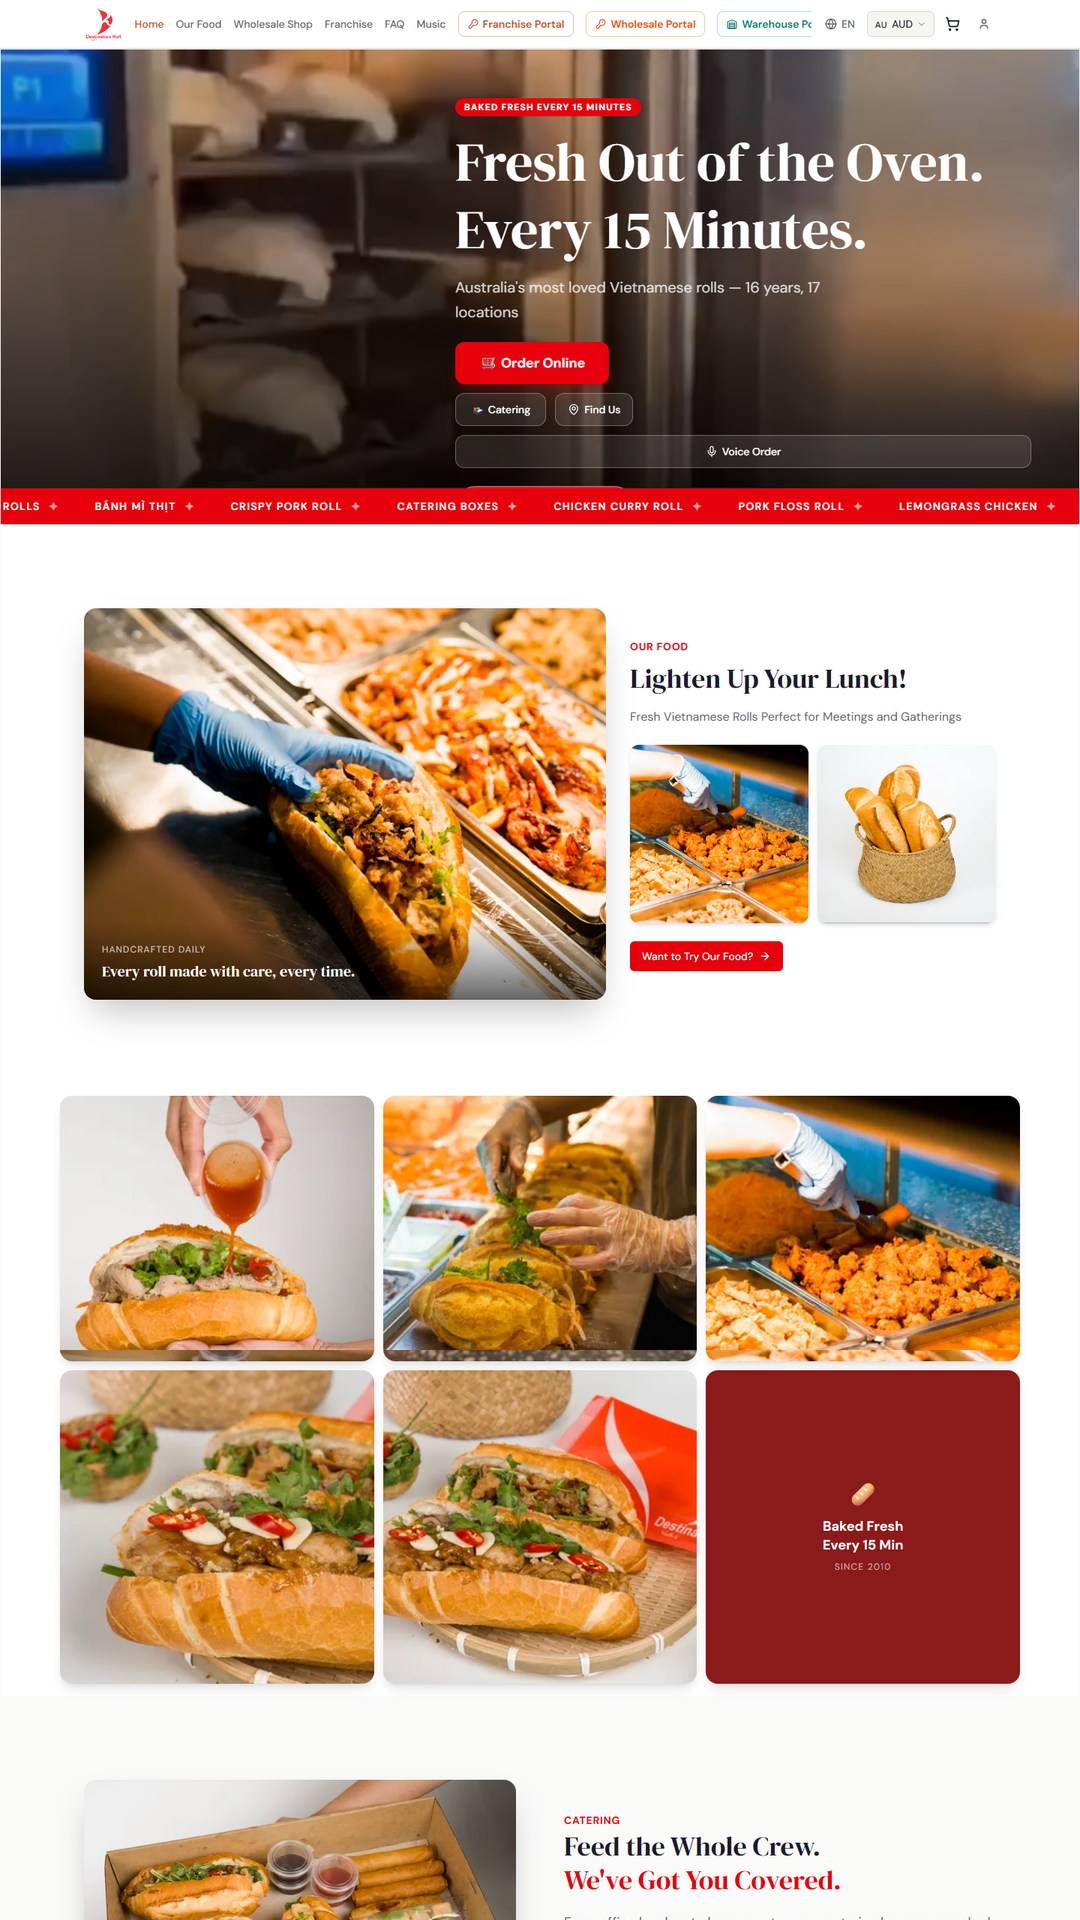 Destination Roll
Home
Our Food
Wholesale Shop
Franchise
FAQ
Music
Franchise Portal
Wholesale Portal
Warehouse Po
EN
AU AUD
P1
BAKED FRESH EVERY 15 MINUTES
Fresh Out of the Oven.
Every 15 Minutes.
Australia's most loved Vietnamese rolls — 16 years, 17
locations
Order Online
Catering
Find Us
Voice Order
ROLLS ✦ BÁNH MÌ THỊT ✦ CRISPY PORK ROLL ✦ CATERING BOXES ✦ CHICKEN CURRY ROLL ✦ PORK FLOSS ROLL ✦ LEMONGRASS CHICKEN ✦
HANDCRAFTED DAILY
Every roll made with care, every time.
OUR FOOD
Lighten Up Your Lunch!
Fresh Vietnamese Rolls Perfect for Meetings and Gatherings
Want to Try Our Food? →
Destina
Baked Fresh
Every 15 Min
SINCE 2010
CATERING
Feed the Whole Crew.
We've Got You Covered.